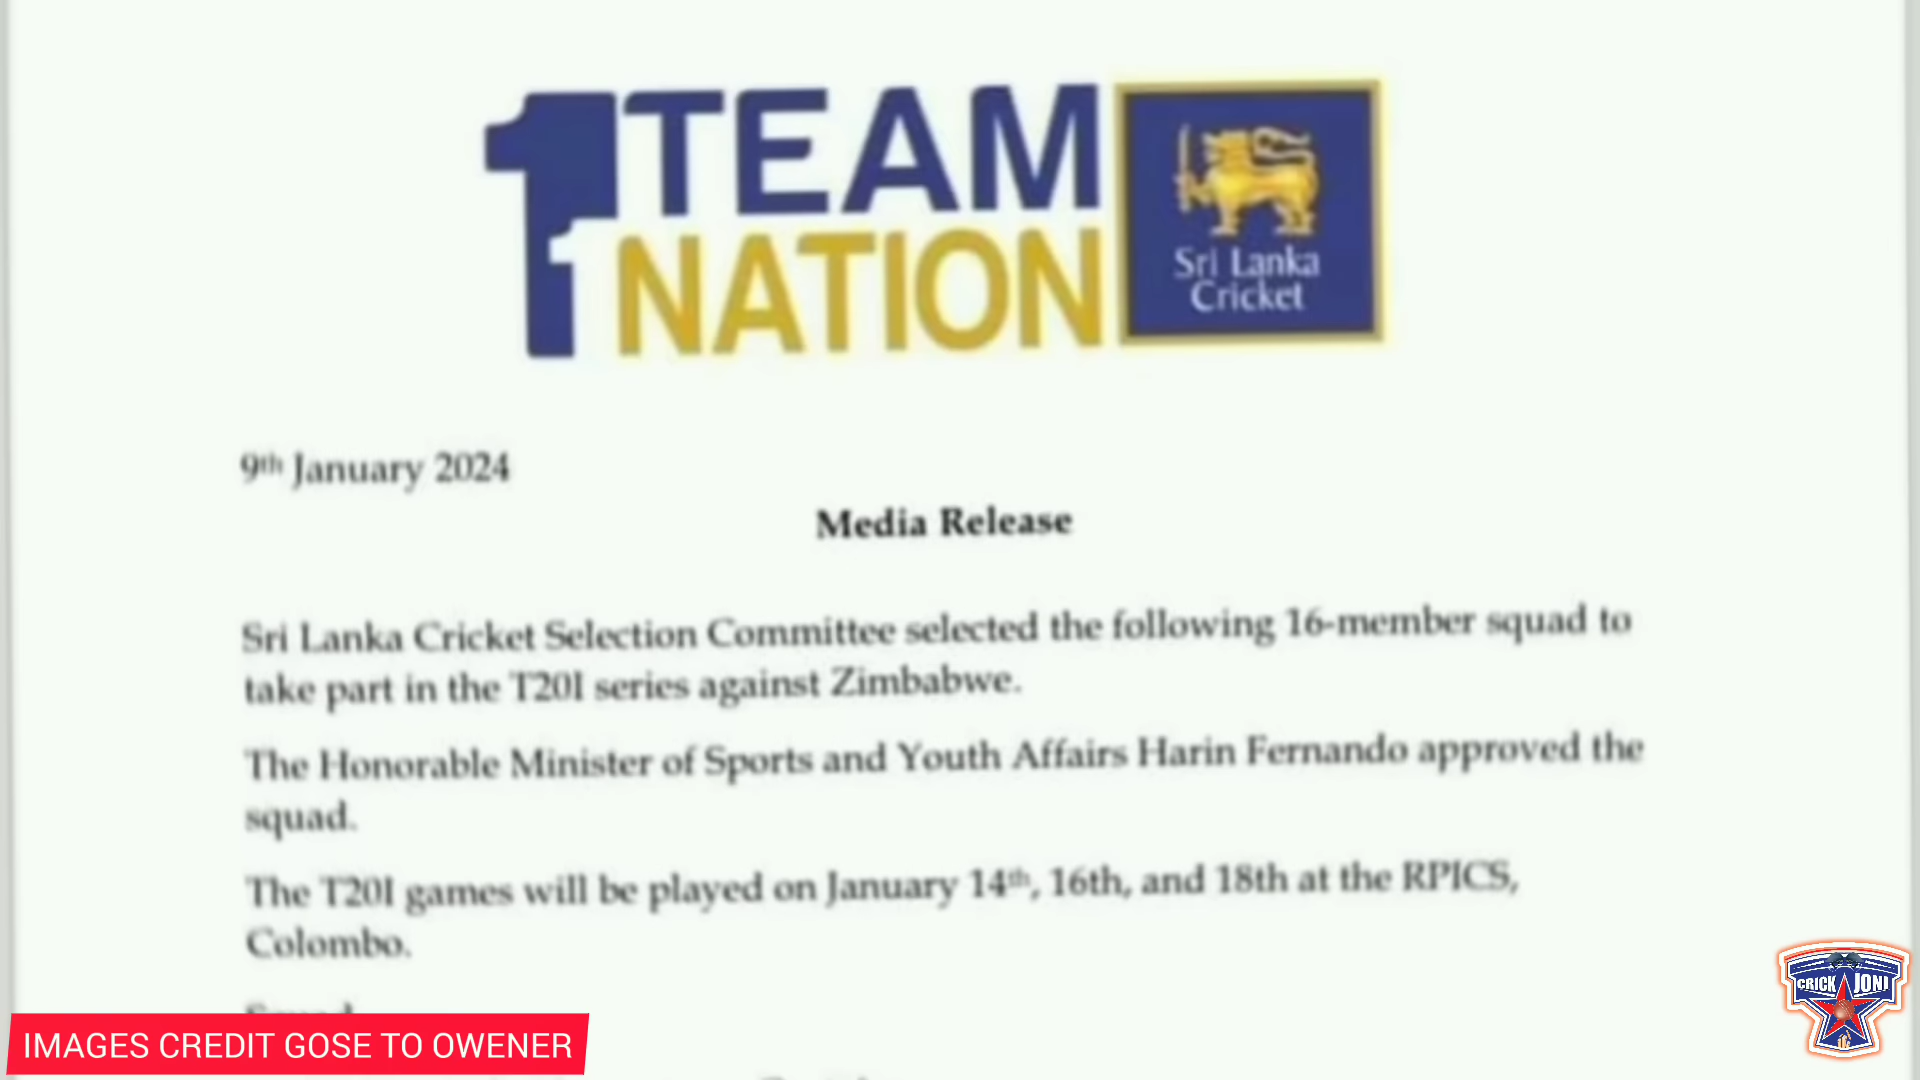 1 TEAM
1 NATION
Sri Lanka
Cricket
9th January 2024
Media Release
Sri Lanka Cricket Selection Committee selected the following 16-member squad to
take part in the T20I series against Zimbabwe.
The Honorable Minister of Sports and Youth Affairs Harin Fernando approved the
squad.
The T20I games will be played on January 14th, 16th, and 18th at the RPICS,
Colombo.
IMAGES CREDIT GOSE TO OWENER
CRICK JONI